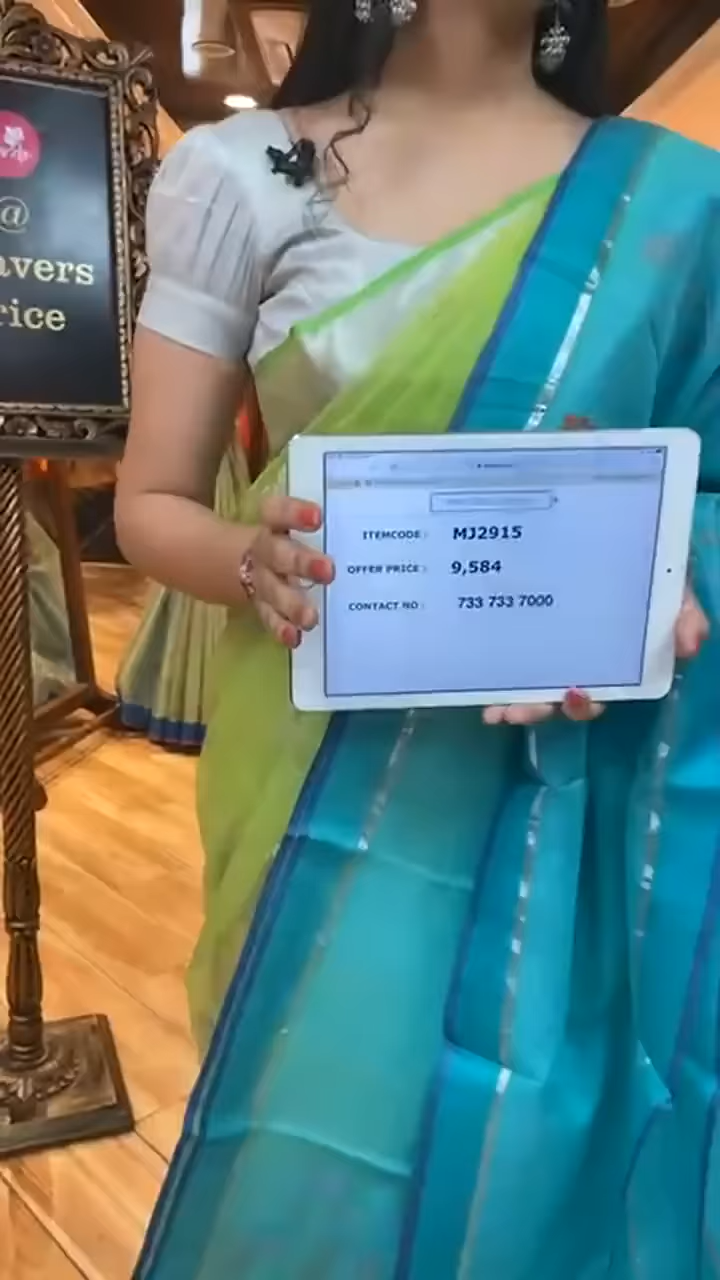 @
avers
rice
ITEMCODE : MJ2915
OFFER PRICE : 9,584
CONTACT NO : 733 733 7000